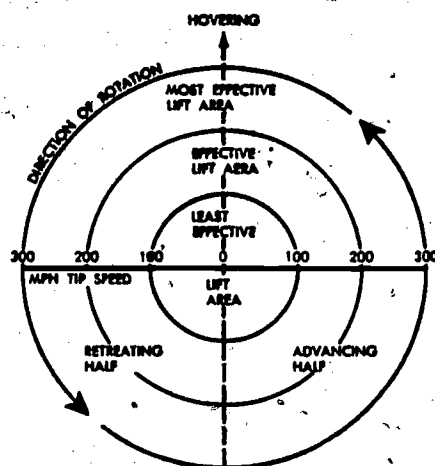 HOVERING
DIRECTION OF ROTATION
MOST EFFECTIVE
LIFT AREA
EFFECTIVE
LIFT AERA
LEAST
EFFECTIVE
300 200 100 0 100 200 300
MPH TIP SPEED
LIFT
AREA
RETREATING
HALF
ADVANCING
HALF